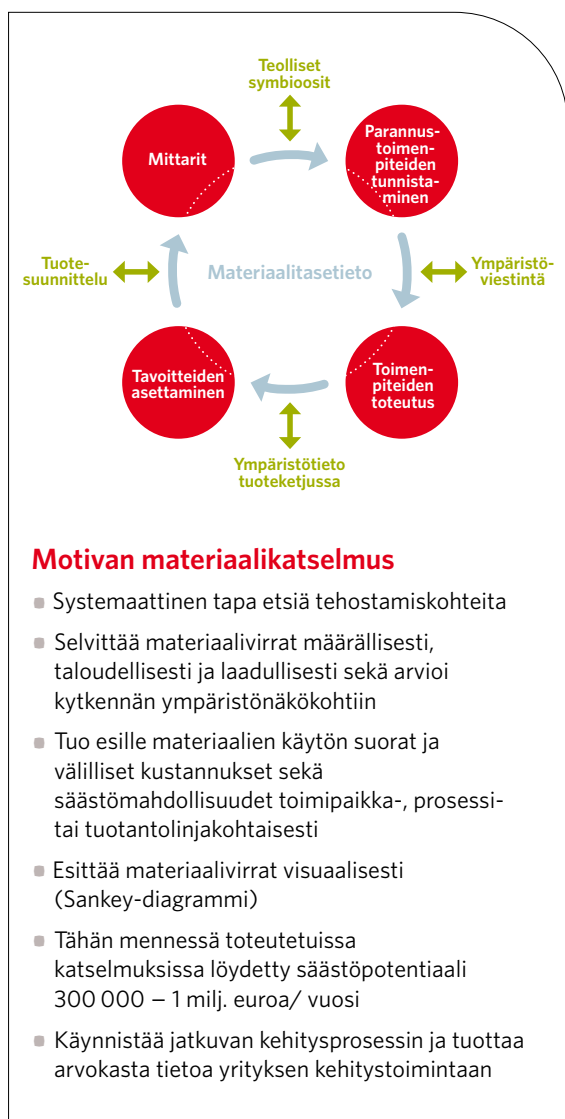 Teolliset
symbioosit
Mittarit
Parannus-
toimen-
piteiden
tunnista-
minen
Tuote-
suunnittelu
Materiaalitasetieto
Ympäristö-
viestintä
Tavoitteiden
asettaminen
Toimen-
piteiden
toteutus
Ympäristötieto
tuoteketjussa
Motivan materiaalikatselmus
Systemaattinen tapa etsiä tehostamiskohteita
Selvittää materiaalivirrat määrällisesti,
taloudellisesti ja laadullisesti sekä arvioi
kytkennän ympäristönäkökohtiin
Tuo esille materiaalien käytön suorat ja
välilliset kustannukset sekä
säästömahdollisuudet toimipaikka-, prosessi-
tai tuotantolinjakohtaisesti
Esittää materiaalivirrat visuaalisesti
(Sankey-diagrammi)
Tähän mennessä toteutetuissa
katselmuksissa löydetty säästöpotentiaali
300 000 – 1 milj. euroa/ vuosi
Käynnistää jatkuvan kehitysprosessin ja tuottaa
arvokasta tietoa yrityksen kehitystoimintaan